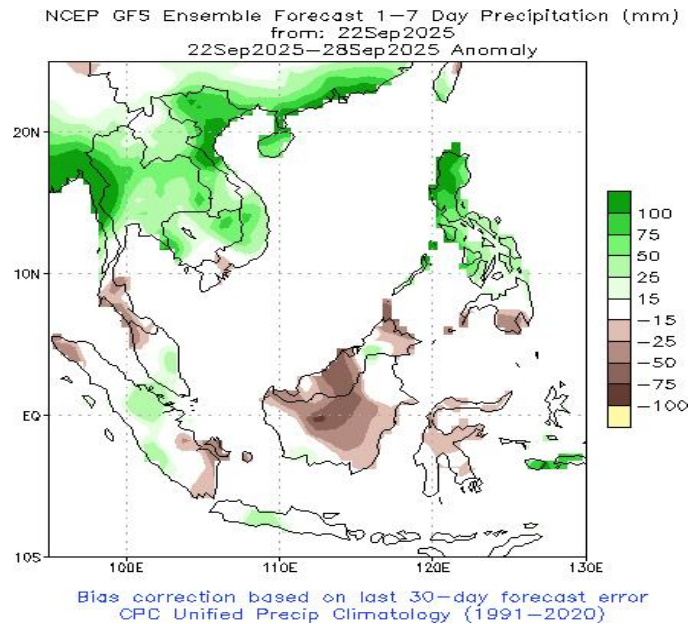 NCEP GFS Ensemble Forecast 1-7 Day Precipitation (mm)
from: 22Sep2025
22Sep2025-28Sep2025 Anomaly
20N
10N
EQ
10S
100E
110E
120E
130E
100
75
50
25
15
-15
-25
-50
-75
-100
Bias correction based on last 30-day forecast error
CPC Unified Precip Climatology (1991-2020)